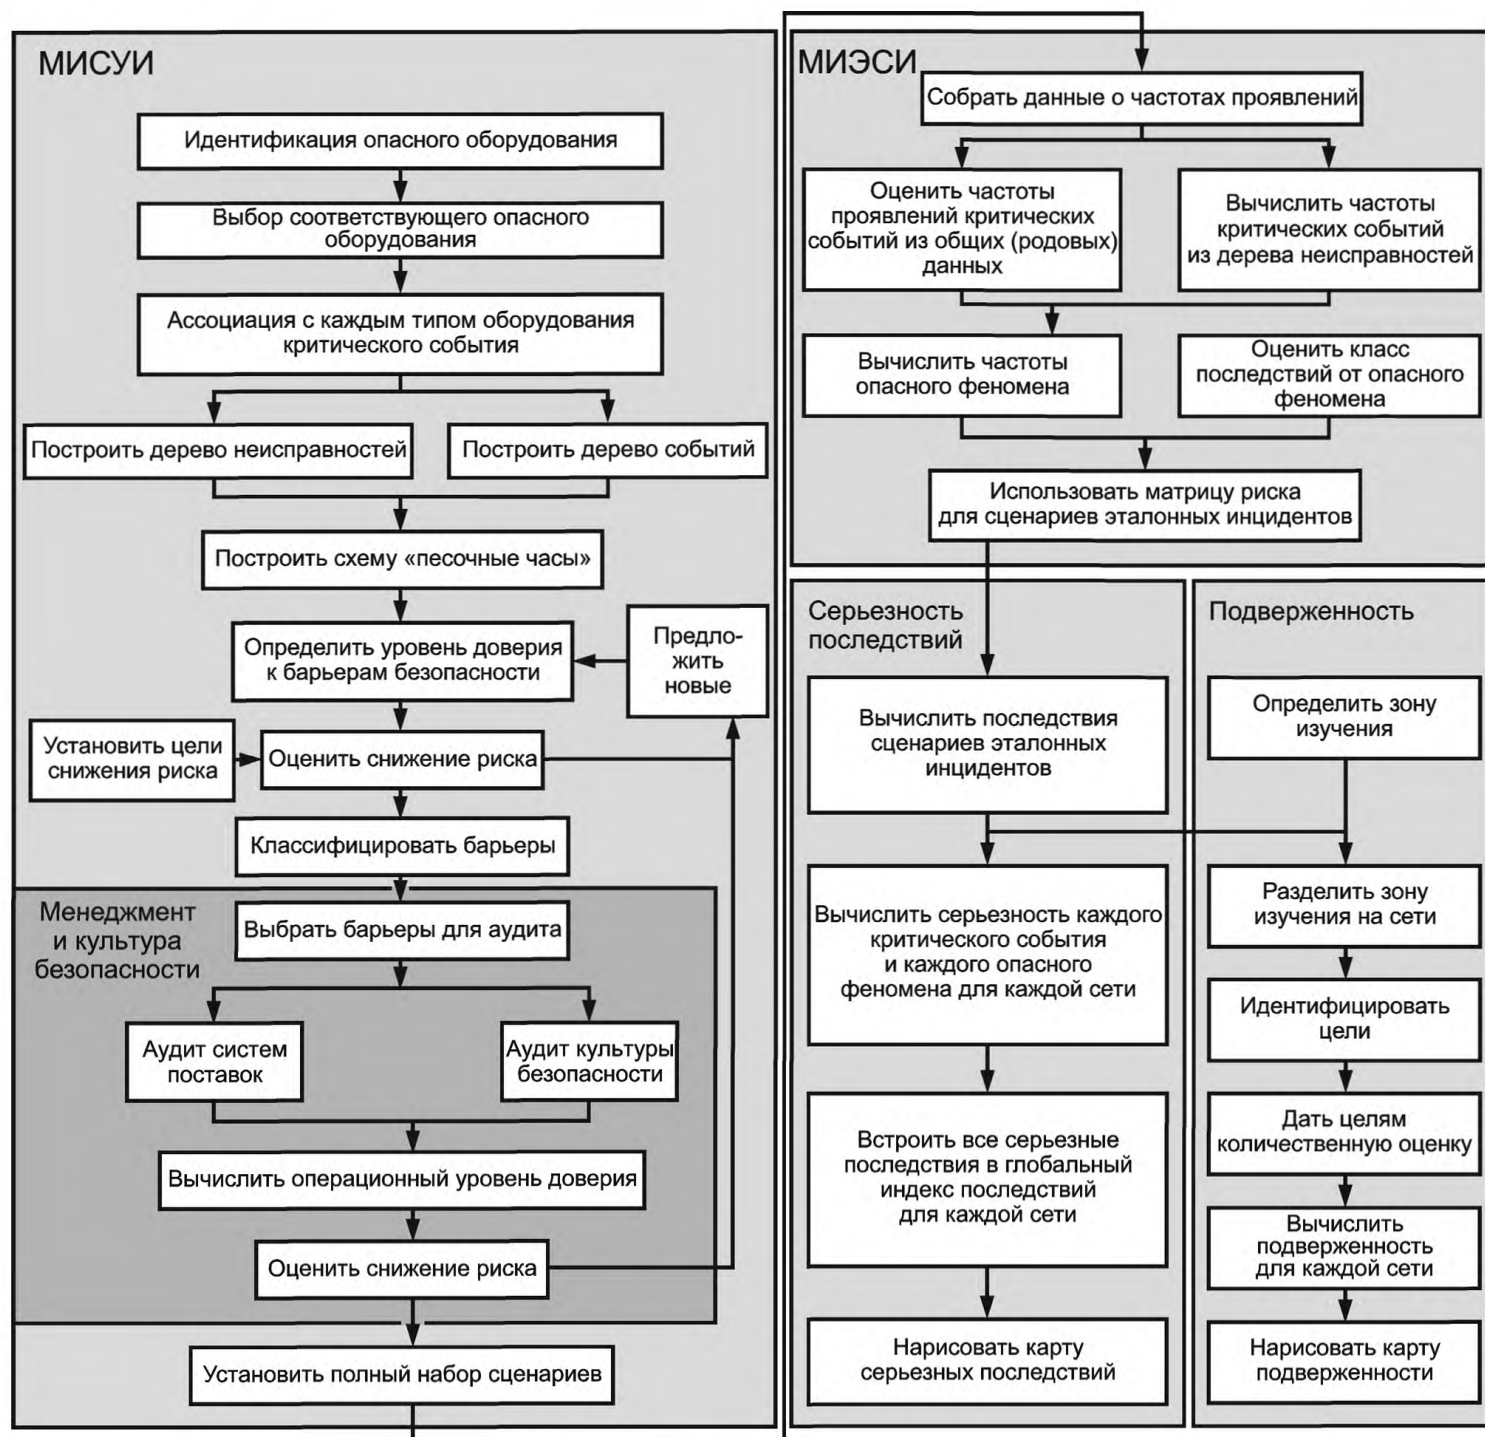 МИСУИ
Идентификация опасного оборудования
Выбор соответствующего опасного
оборудования
Ассоциация с каждым типом оборудования
критического события
Построить дерево неисправностей
Построить дерево событий
Построить схему «песочные часы»
Определить уровень доверия
к барьерам безопасности
Предло-
жить
новые
Установить цели
снижения риска
Оценить снижение риска
Классифицировать барьеры
Менеджмент
и культура
безопасности
Выбрать барьеры для аудита
Аудит систем
поставок
Аудит культуры
безопасности
Вычислить операционный уровень доверия
Оценить снижение риска
Установить полный набор сценариев
МИЭСИ
Собрать данные о частотах проявлений
Оценить частоты
проявлений критических
событий из общих (родовых)
данных
Вычислить частоты
критических событий
из дерева неисправностей
Вычислить частоты
опасного феномена
Оценить класс
последствий от опасного
феномена
Использовать матрицу риска
для сценариев эталонных инцидентов
Серьезность
последствий
Вычислить последствия
сценариев эталонных
инцидентов
Вычислить серьезность каждого
критического события
и каждого опасного
феномена для каждой сети
Встроить все серьезные
последствия в глобальный
индекс последствий
для каждой сети
Нарисовать карту
серьезных последствий
Подверженность
Определить зону
изучения
Разделить зону
изучения на сети
Идентифицировать
цели
Дать целям
количественную оценку
Вычислить
подверженность
для каждой сети
Нарисовать карту
подверженности